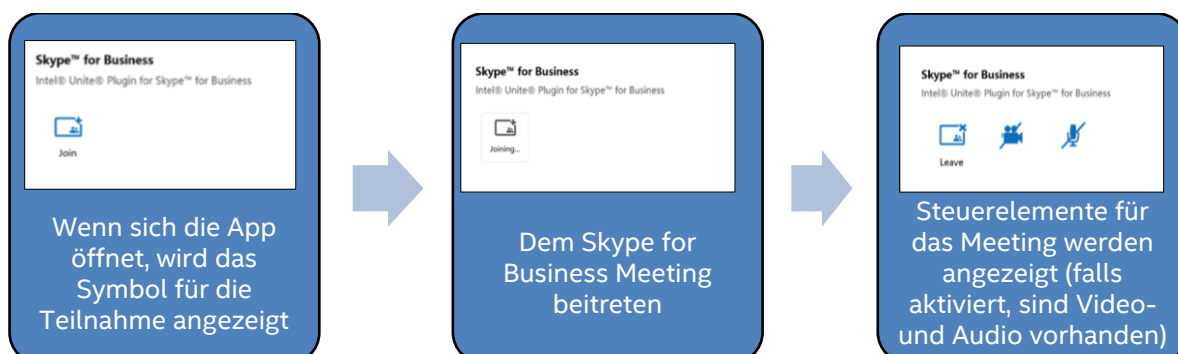 Skype™ for Business
Intel® Unite® Plugin for Skype™ for Business
Join
Wenn sich die App
öffnet, wird das
Symbol für die
Teilnahme angezeigt
Skype™ for Business
Intel® Unite® Plugin for Skype™ for Business
Joining...
Dem Skype for
Business Meeting
beitreten
Skype™ for Business
Intel® Unite® Plugin for Skype™ for Business
Leave
Steuerelemente für
das Meeting werden
angezeigt (falls
aktiviert, sind Video-
und Audio vorhanden)